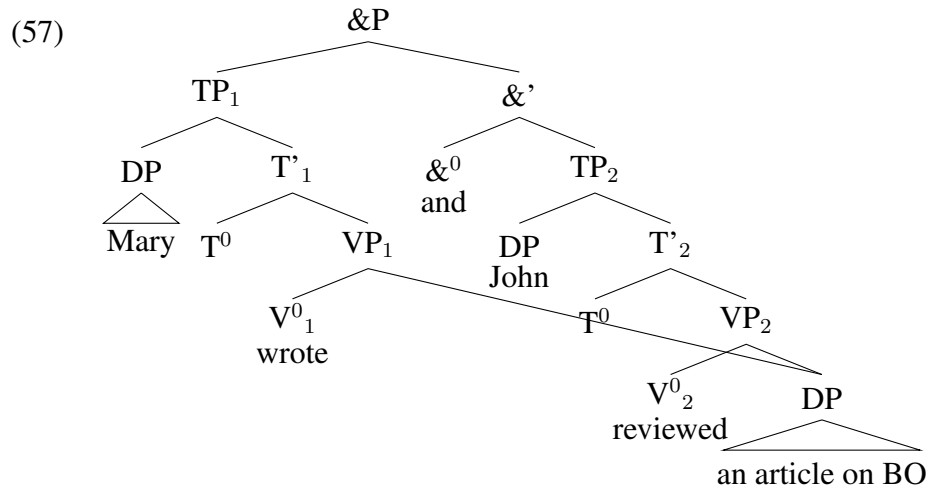 (57)
&P
TP₁ &’
DP T’₁ &⁰ TP₂
and
Mary T⁰ VP₁ DP T’₂
John
V⁰₁ T⁰ VP₂
wrote
V⁰₂ DP
reviewed
an article on BO